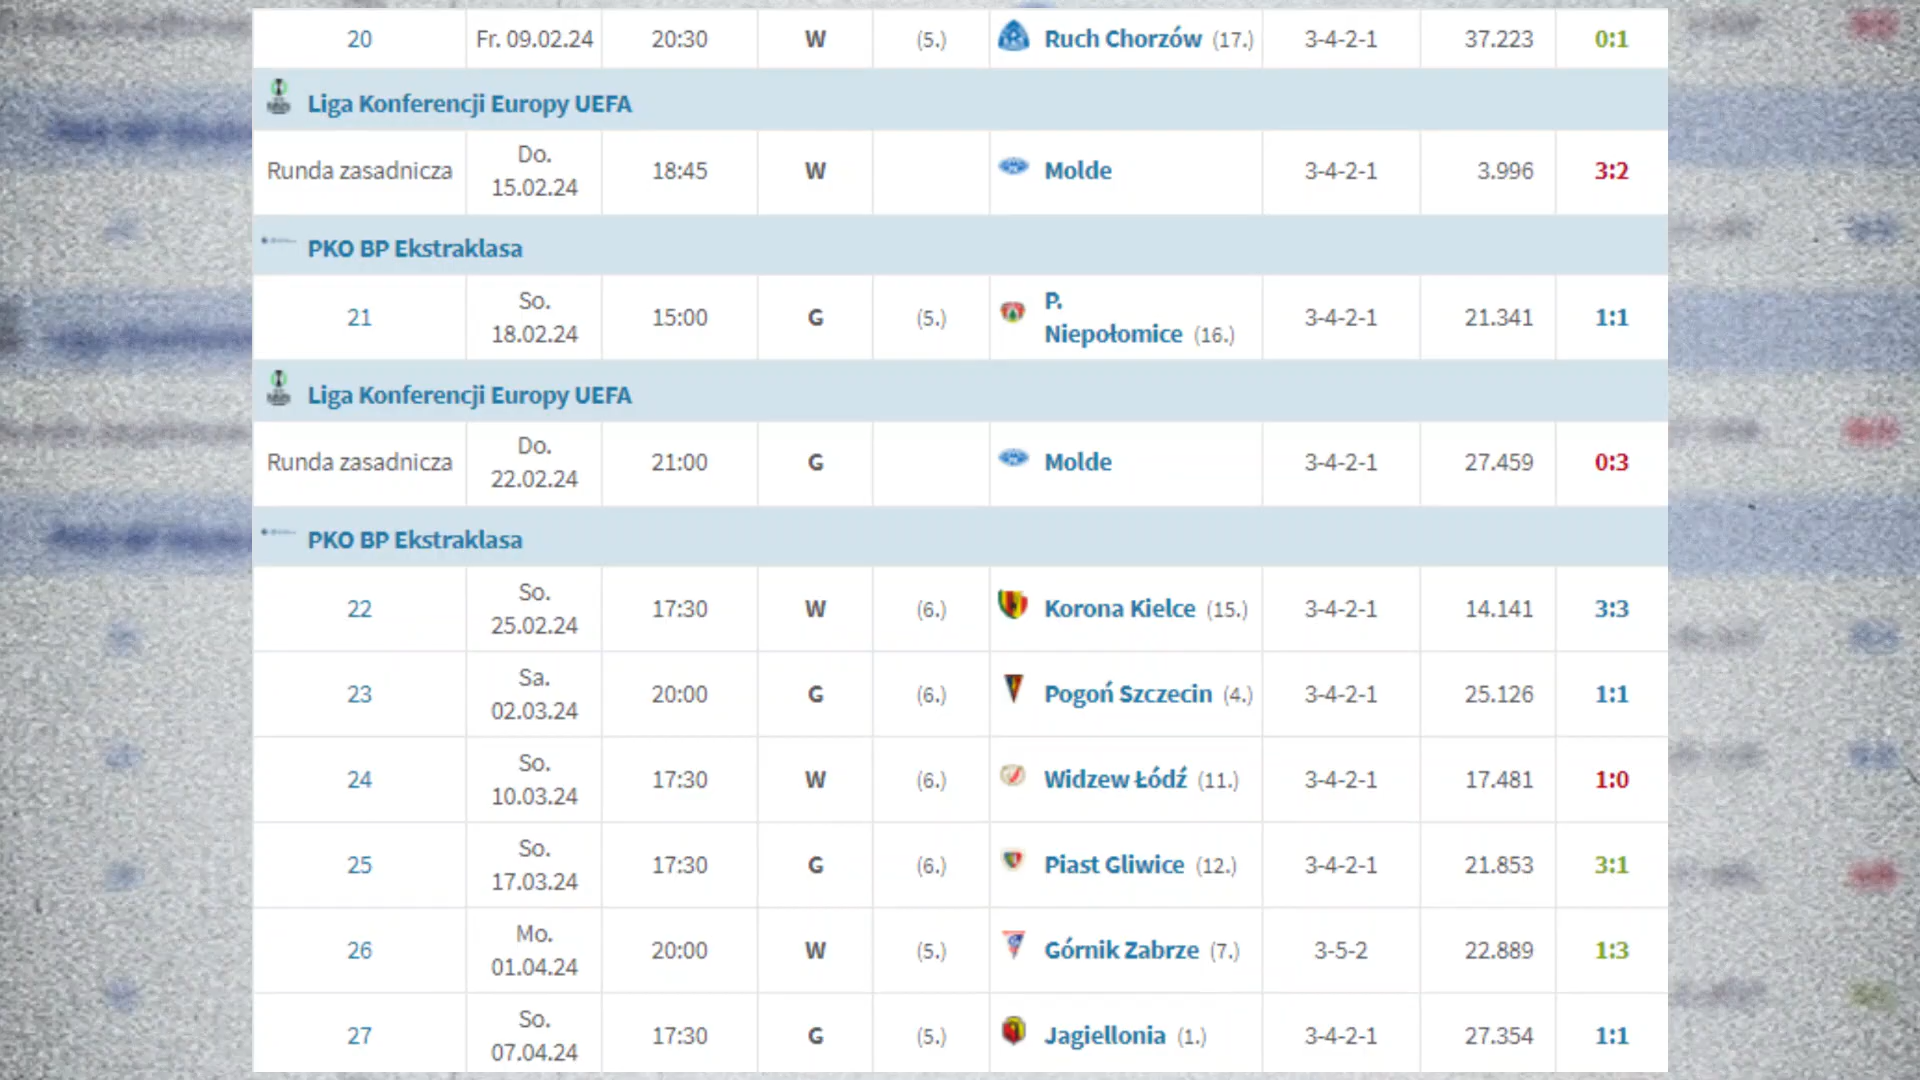 20 Fr. 09.02.24 20:30 W (5.) Ruch Chorzów (17.) 3-4-2-1 37.223 0:1
Liga Konferencji Europy UEFA
Runda zasadnicza Do. 15.02.24 18:45 W Molde 3-4-2-1 3.996 3:2
PKO BP Ekstraklasa
21 So. 18.02.24 15:00 G (5.) P. Niepołomice (16.) 3-4-2-1 21.341 1:1
Liga Konferencji Europy UEFA
Runda zasadnicza Do. 22.02.24 21:00 G Molde 3-4-2-1 27.459 0:3
PKO BP Ekstraklasa
22 So. 25.02.24 17:30 W (6.) Korona Kielce (15.) 3-4-2-1 14.141 3:3
23 Sa. 02.03.24 20:00 G (6.) Pogoń Szczecin (4.) 3-4-2-1 25.126 1:1
24 So. 10.03.24 17:30 W (6.) Widzew Łódź (11.) 3-4-2-1 17.481 1:0
25 So. 17.03.24 17:30 G (6.) Piast Gliwice (12.) 3-4-2-1 21.853 3:1
26 Mo. 01.04.24 20:00 W (5.) Górnik Zabrze (7.) 3-5-2 22.889 1:3
27 So. 07.04.24 17:30 G (5.) Jagiellonia (1.) 3-4-2-1 27.354 1:1